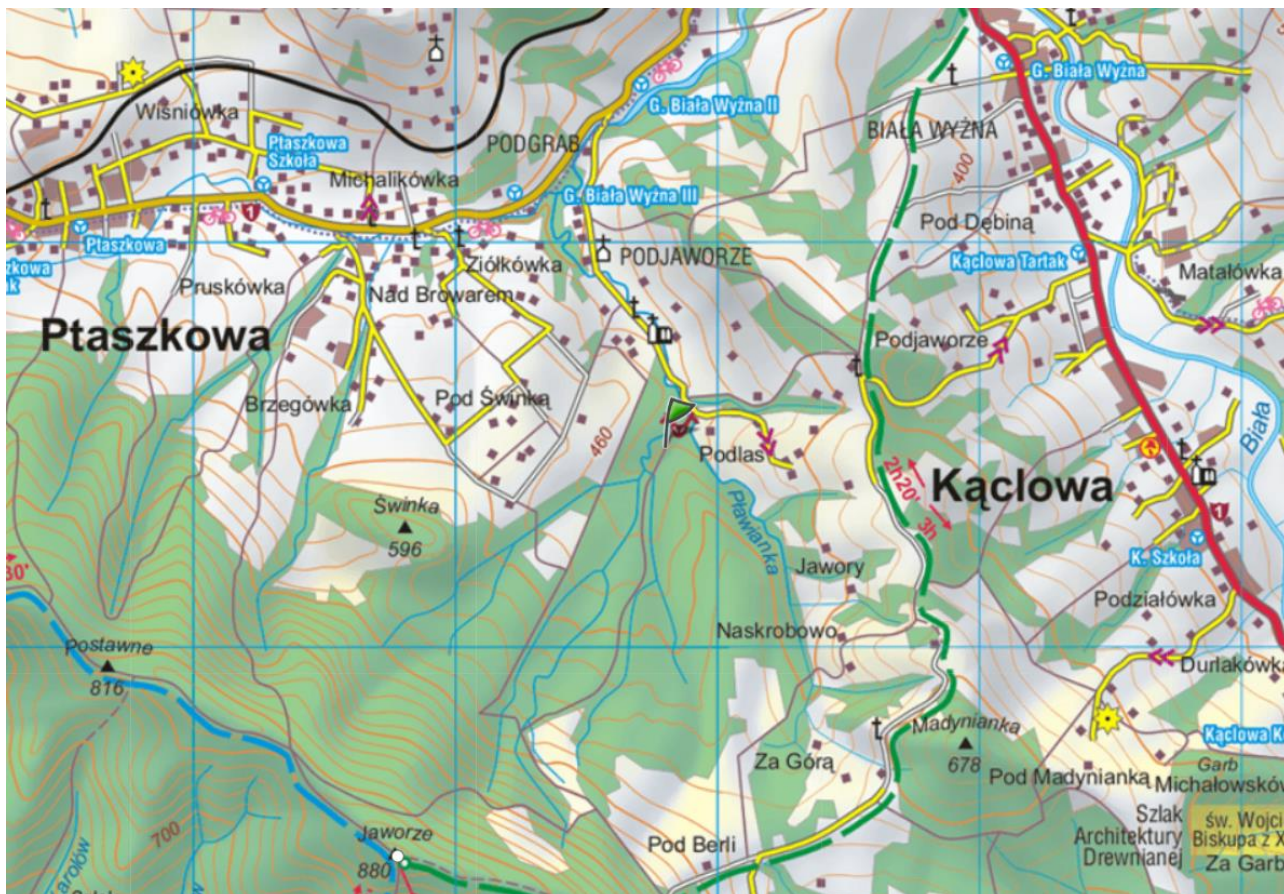 G. Biała Wyżna
Wiśniówka
G. Biała Wyżna II
Ptaszkowa
Szkoła
PODGRAB
BIAŁA WYŻNA
400
Michalikówka
G. Biała Wyżna III
1
Ptaszkowa
Pod Dębiną
PODJAWORZE
Kąclowa Tartak
Ziółkówka
Matałówka
Pruskówka
Nad Browarem
Ptaszkowa
Podjaworze
Brzegówka
Pod Świnką
460
Podlas
2h20'
3h
Kąclowa
Biała
Świnka
596
Pławianka
1
K. Szkoła
Jawory
30'
Podziałówka
Naskrobowo
Postawne
816
Durlakówka
Madynianka
678
Za Górą
Pod Madynianką
Garb
Michałowsków
Szlak
Architektury
Drewnianej
św. Wojci
Biskupa z X
Za Garb
700
Jaworze
880
Pod Berli